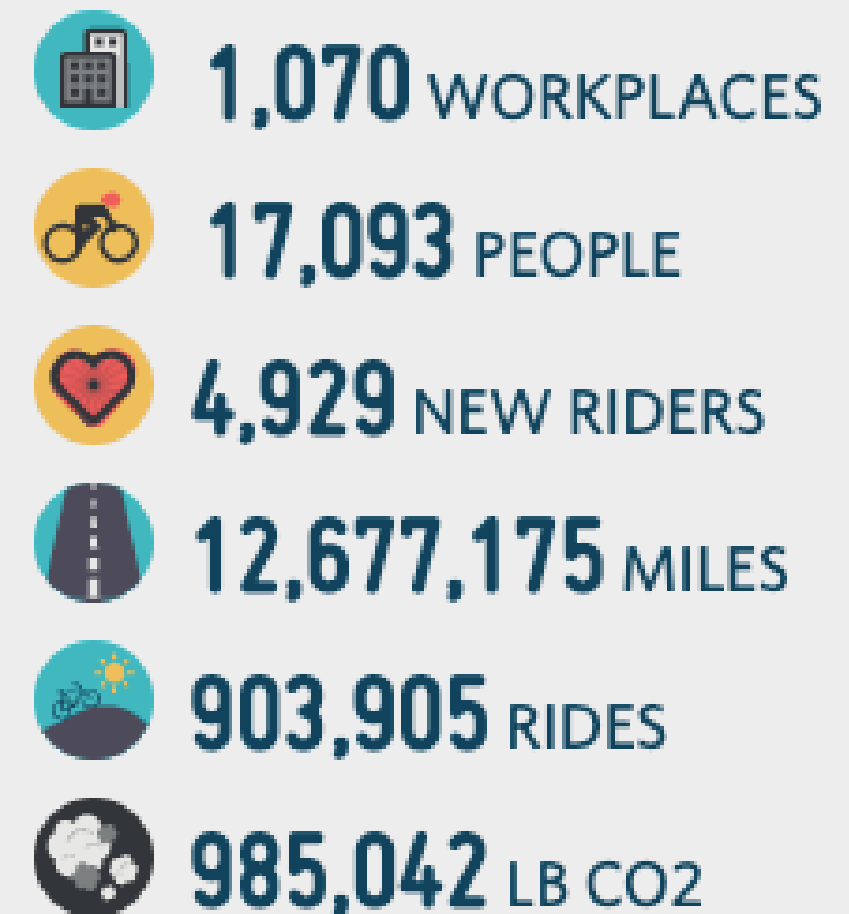 1,070 WORKPLACES
17,093 PEOPLE
4,929 NEW RIDERS
12,677,175 MILES
903,905 RIDES
985,042 LB CO2